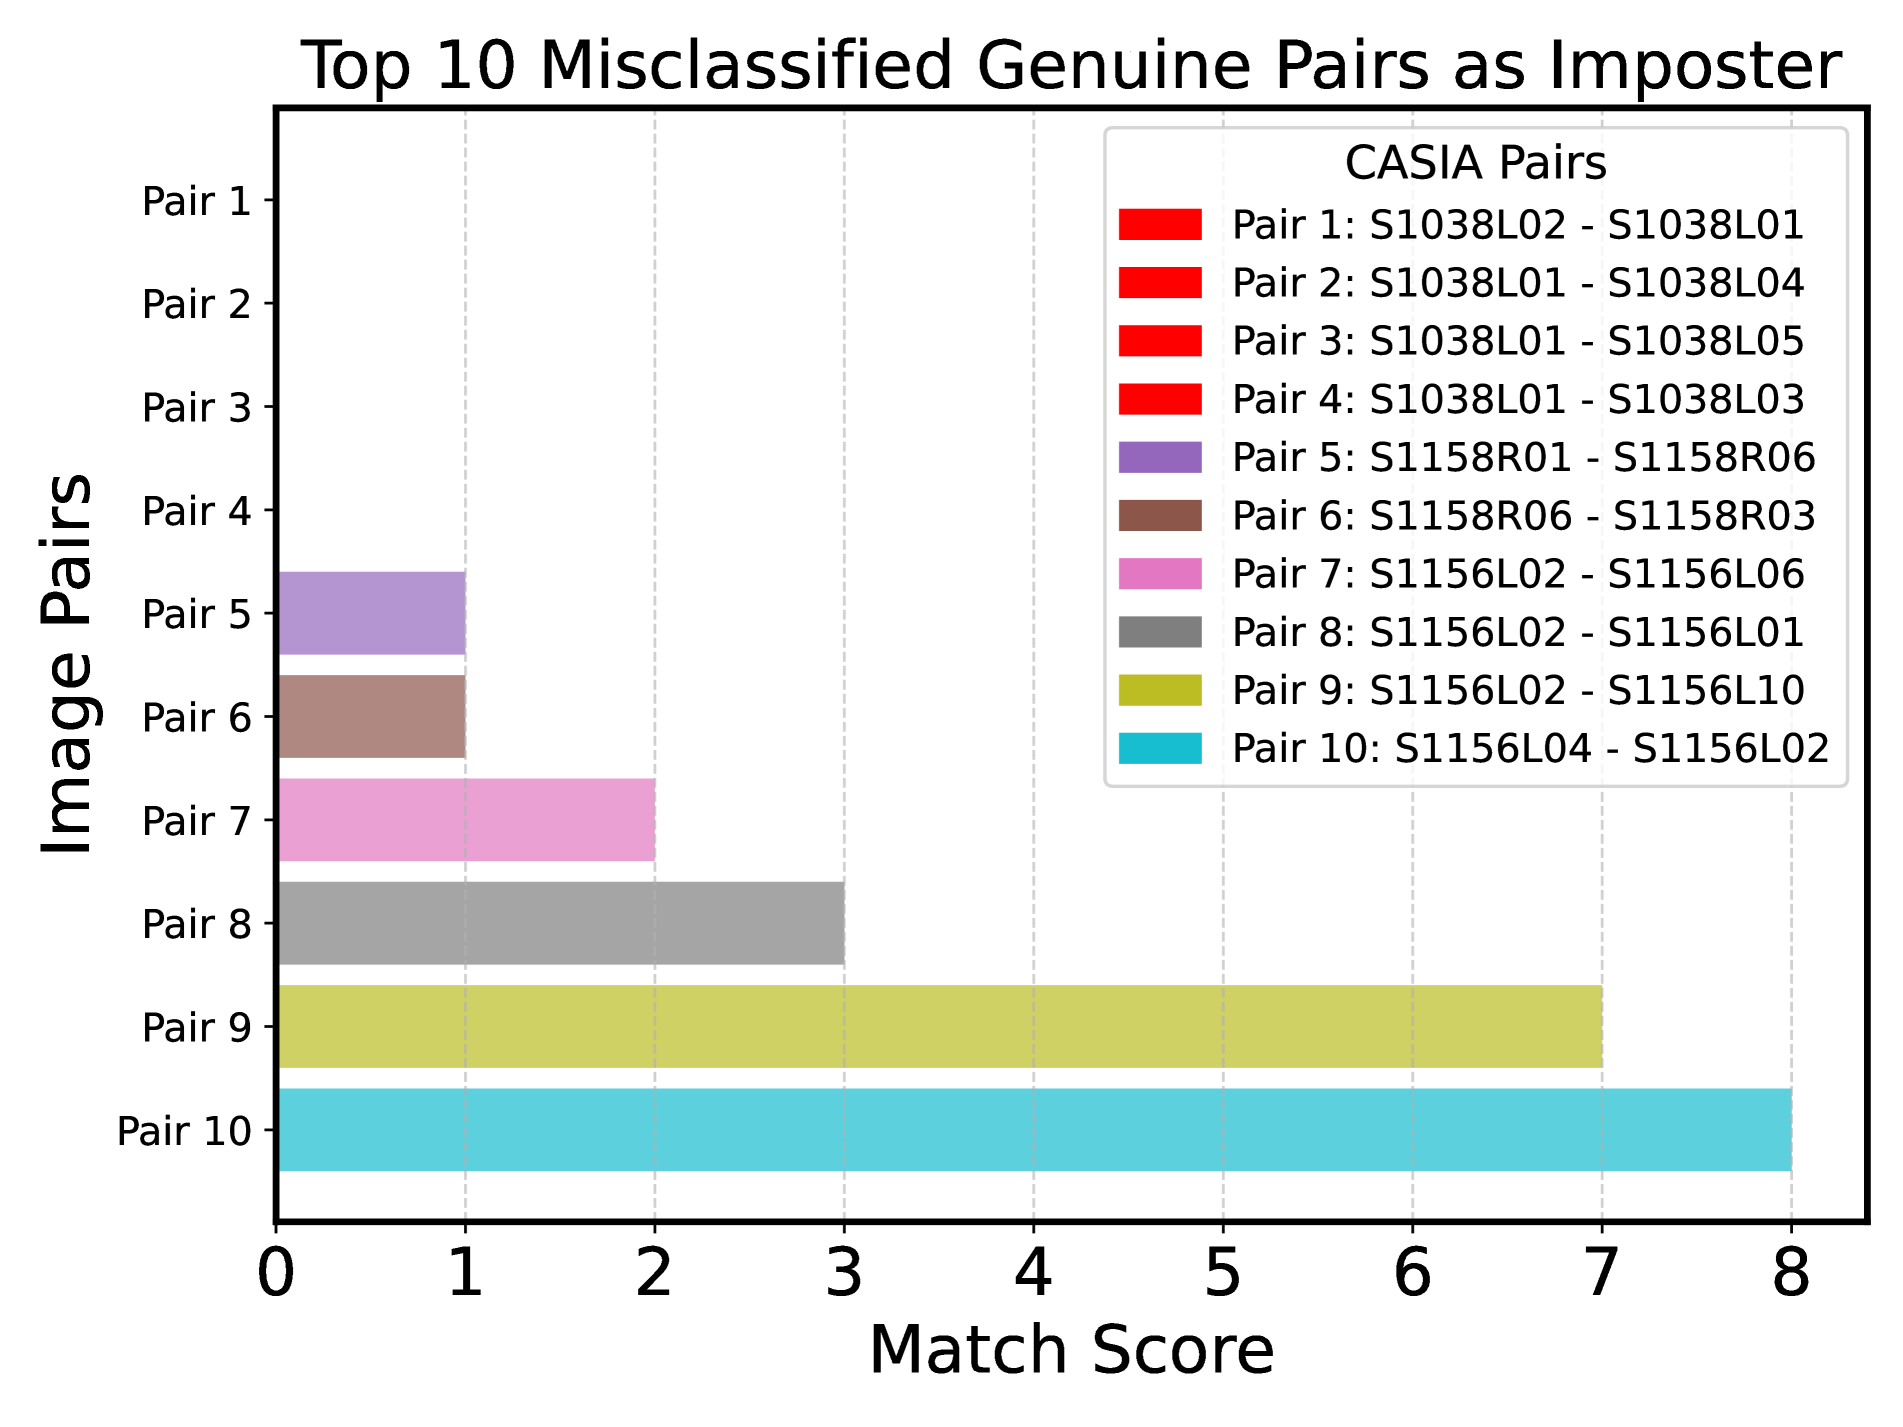 Top 10 Misclassified Genuine Pairs as Imposter
CASIA Pairs
Pair 1: S1038L02 - S1038L01
Pair 2: S1038L01 - S1038L04
Pair 3: S1038L01 - S1038L05
Pair 4: S1038L01 - S1038L03
Pair 5: S1158R01 - S1158R06
Pair 6: S1158R06 - S1158R03
Pair 7: S1156L02 - S1156L06
Pair 8: S1156L02 - S1156L01
Pair 9: S1156L02 - S1156L10
Pair 10: S1156L04 - S1156L02
Image Pairs
Pair 1
Pair 2
Pair 3
Pair 4
Pair 5
Pair 6
Pair 7
Pair 8
Pair 9
Pair 10
0 1 2 3 4 5 6 7 8
Match Score